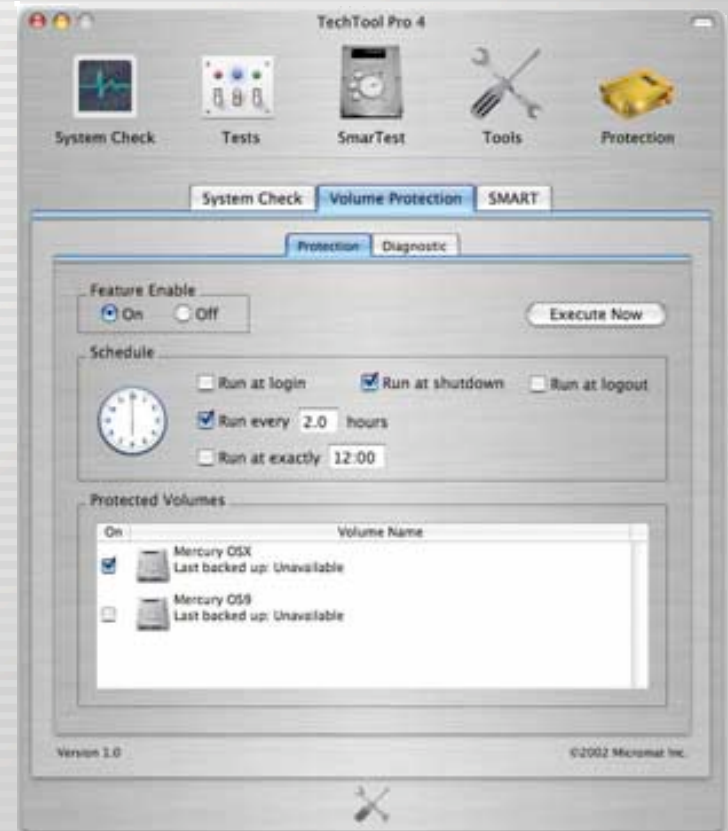 TechTool Pro 4
System Check Tests SmarTest Tools Protection
System Check Volume Protection SMART
Protection Diagnostic
Feature Enable
On Off
Execute Now
Schedule
Run at login Run at shutdown Run at logout
Run every 2.0 hours
Run at exactly 12:00
Protected Volumes
On Volume Name
Mercury OSX
Last backed up: Unavailable
Mercury OS9
Last backed up: Unavailable
Version 1.0 ©2002 Micromat Inc.